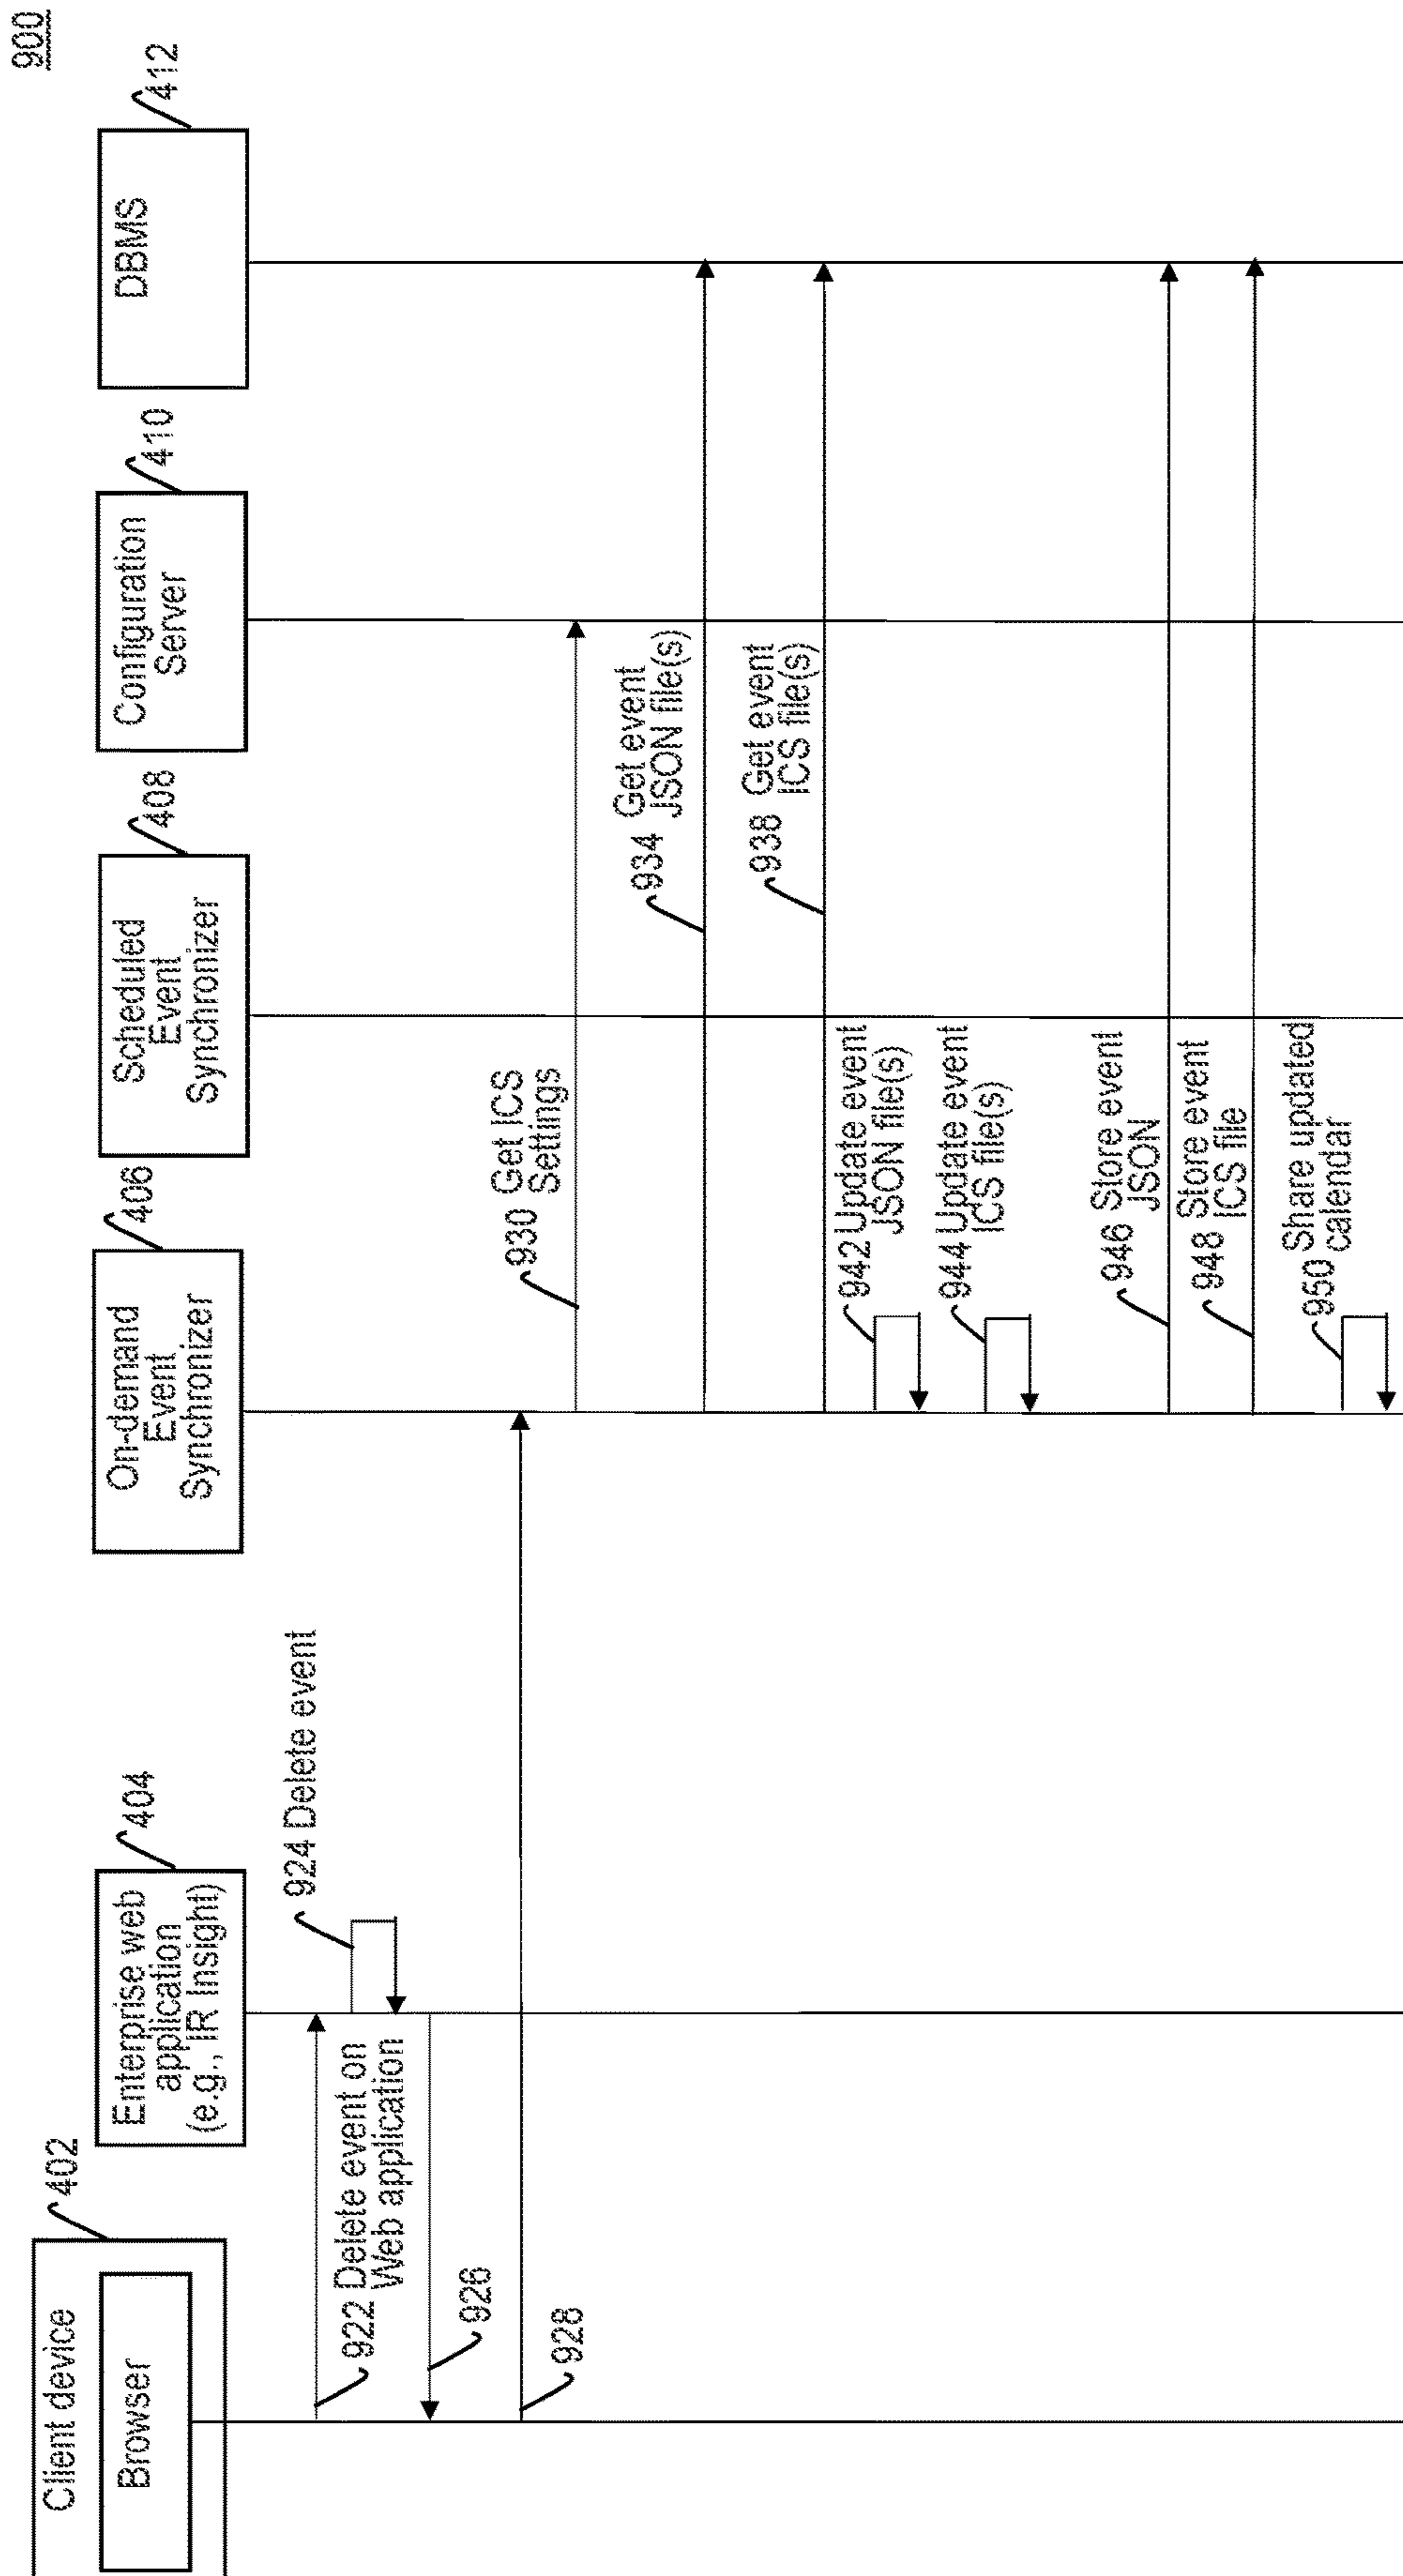 900
Client device
Browser
402
Enterprise web
application
(e.g., IR Insight)
404
On-demand
Event
Synchronizer
406
Scheduled
Event
Synchronizer
408
Configuration
Server
410
DBMS
412
922 Delete event on
Web application
924 Delete event
926
928
930 Get ICS
Settings
934 Get event
JSON file(s)
938 Get event
ICS file(s)
942 Update event
JSON file(s)
944 Update event
ICS file(s)
946 Store event
JSON
948 Store event
ICS file
950 Share updated
calendar